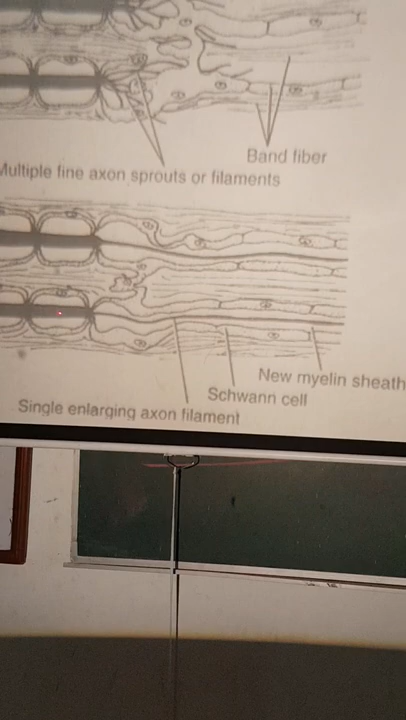 Band fiber
Multiple fine axon sprouts or filaments
New myelin sheath
Schwann cell
Single enlarging axon filament